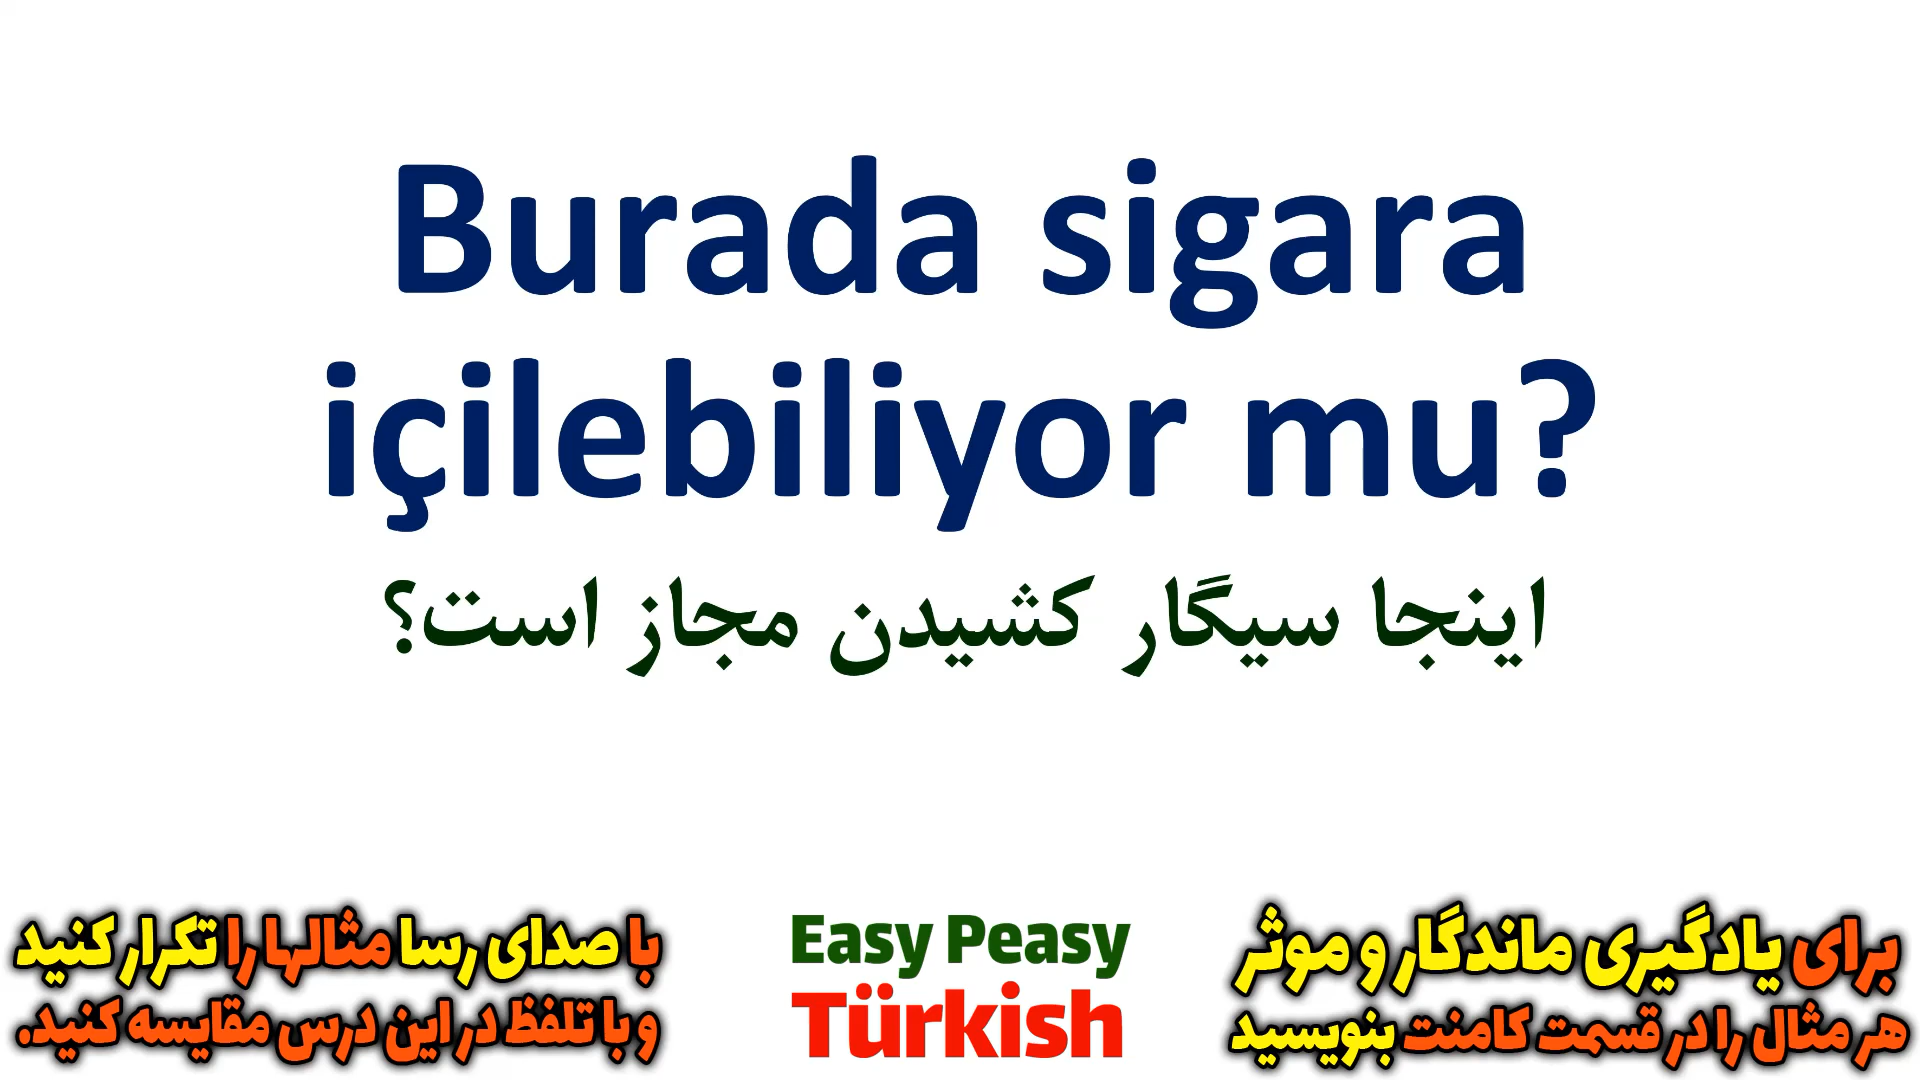 Burada sigara
içilebiliyor mu?
اینجا سیگار کشیدن مجاز است؟
برای یادگیری ماندگار و موثر
هر مثال را در قسمت کامنت بنویسید
Easy Peasy
Türkish
با صدای رسا مثالها را تکرار کنید
و با تلفظ در این درس مقایسه کنید.